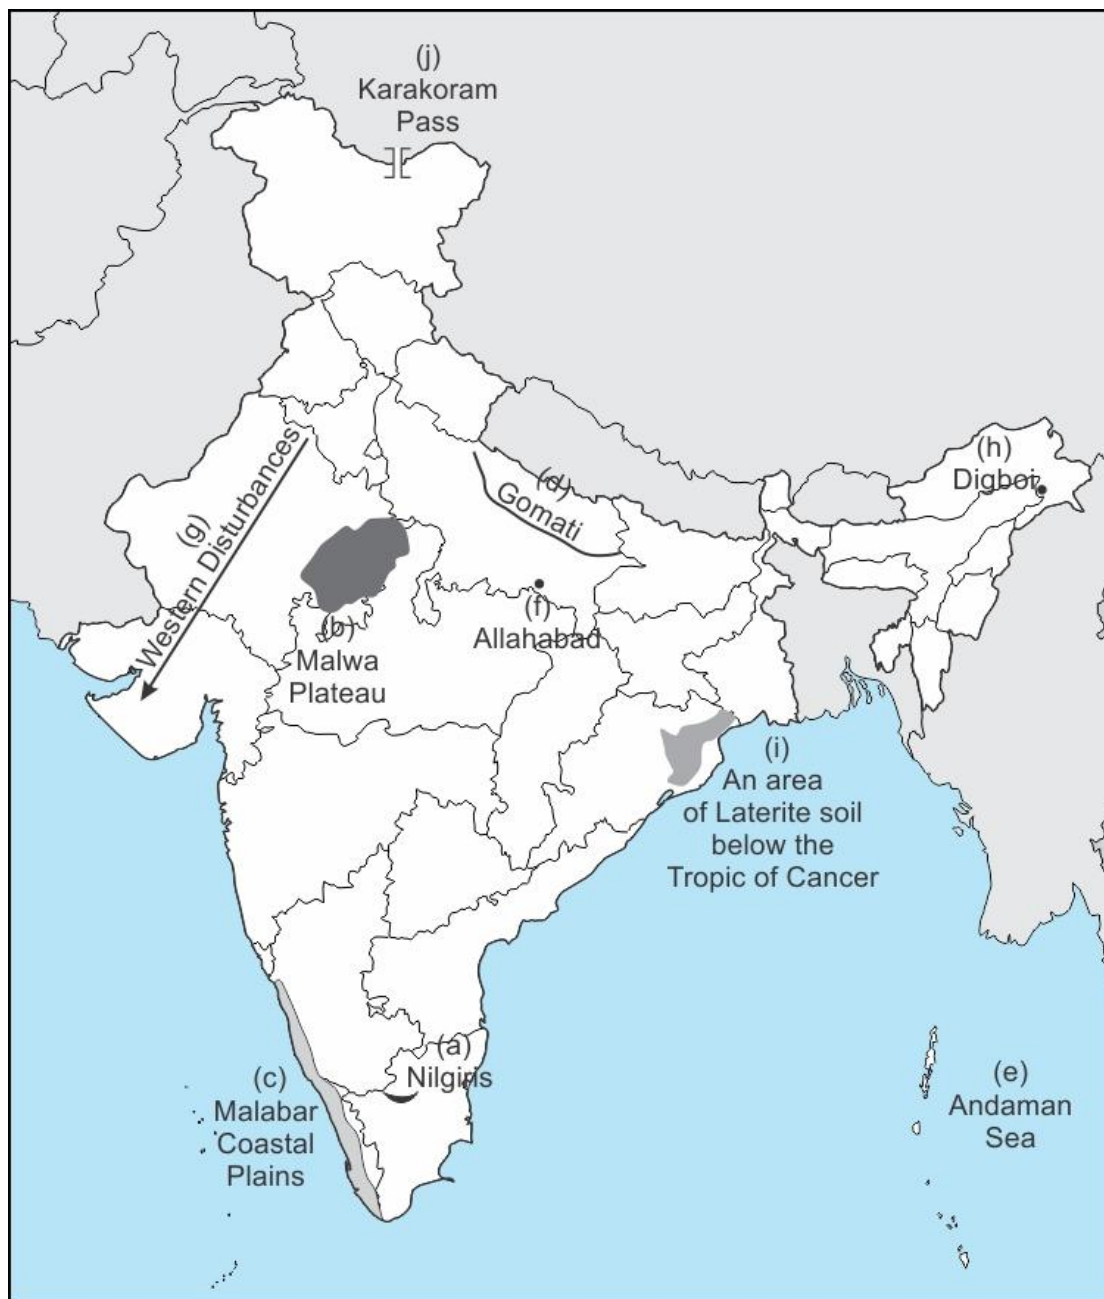 (j)
Karakoram
Pass
(h)
Digboi
(d)
Gomati
(g)
Western Disturbances
(f)
Allahabad
(b)
Malwa
Plateau
(i)
An area
of Laterite soil
below the
Tropic of Cancer
(a)
Nilgiris
(c)
Malabar
Coastal
Plains
(e)
Andaman
Sea